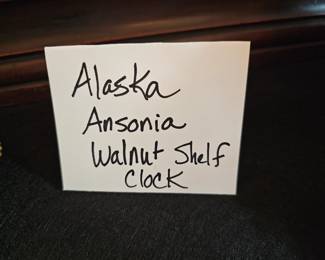 Alaska
Ansonia
Walnut Shelf
Clock